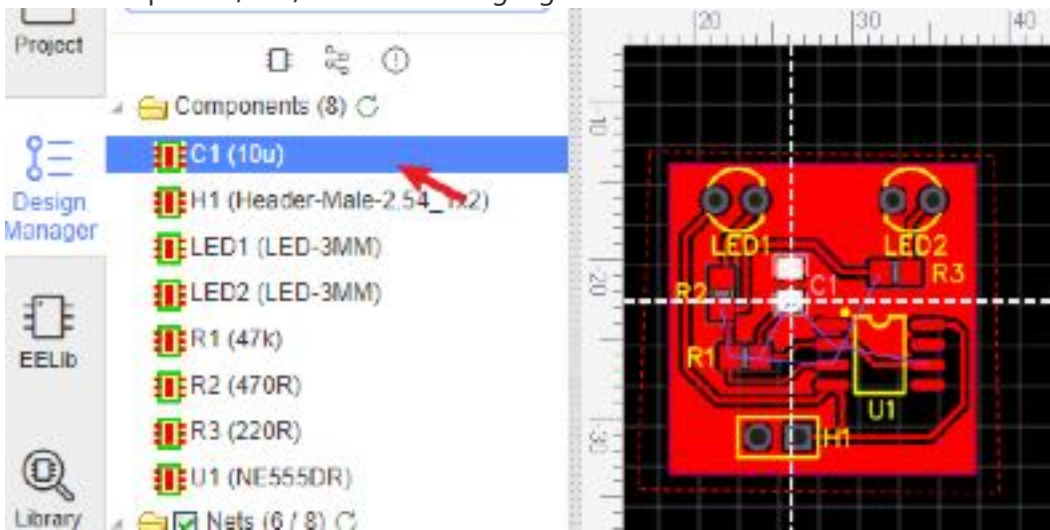 Project
Components (8)
C1 (10u)
H1 (Header-Male-2.54_1x2)
LED1 (LED-3MM)
LED2 (LED-3MM)
R1 (47k)
R2 (470R)
R3 (220R)
U1 (NE555DR)
Nets (6 / 8)
Design
Manager
EELib
Library
20
30
40
-10
-20
-30
LED1
LED2
R2
C1
R3
R1
U1
H1